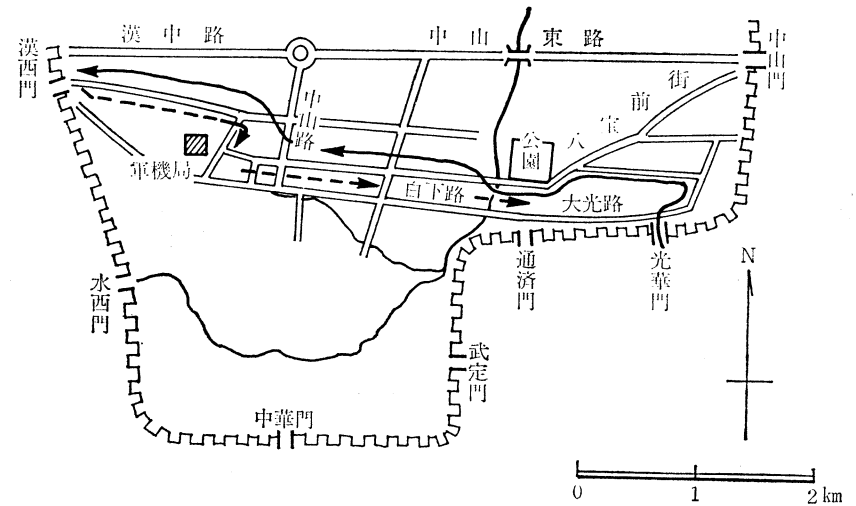 漢中路
中山東路
漢西門
中山門
中山路
八宝前街
公園
軍機局
白下路
大光路
通済門
光華門
水西門
武定門
中華門
N
0 1 2 km